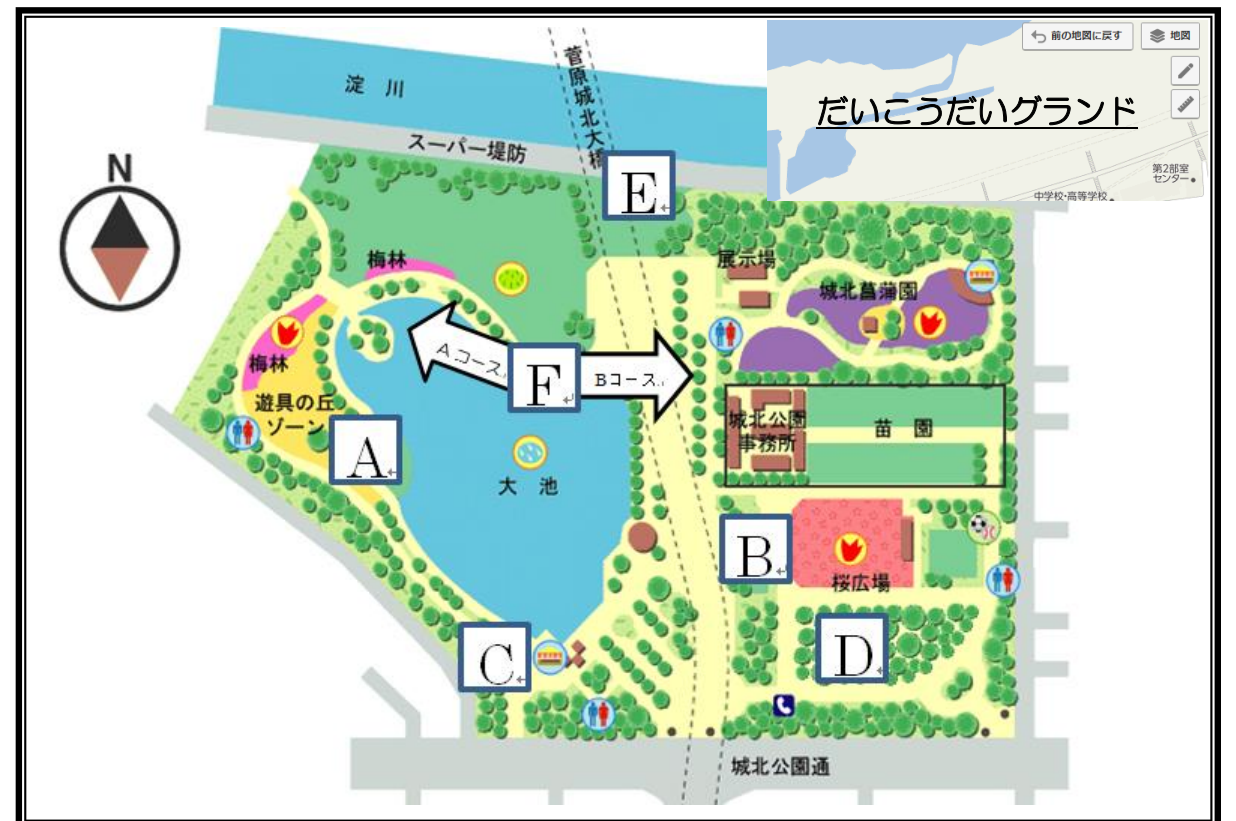 前の地図に戻す
地図
だいこうだいグランド
第2部室
センター
中学校・高等学校
淀 川
菅原城北大橋
スーパー堤防
N
E
梅林
展示場
城北菖蒲園
Aコース
F
Bコース
梅林
遊具の丘
ゾーン
城北公園
事務所
苗 園
A
大 池
B
桜広場
C
D
城北公園通